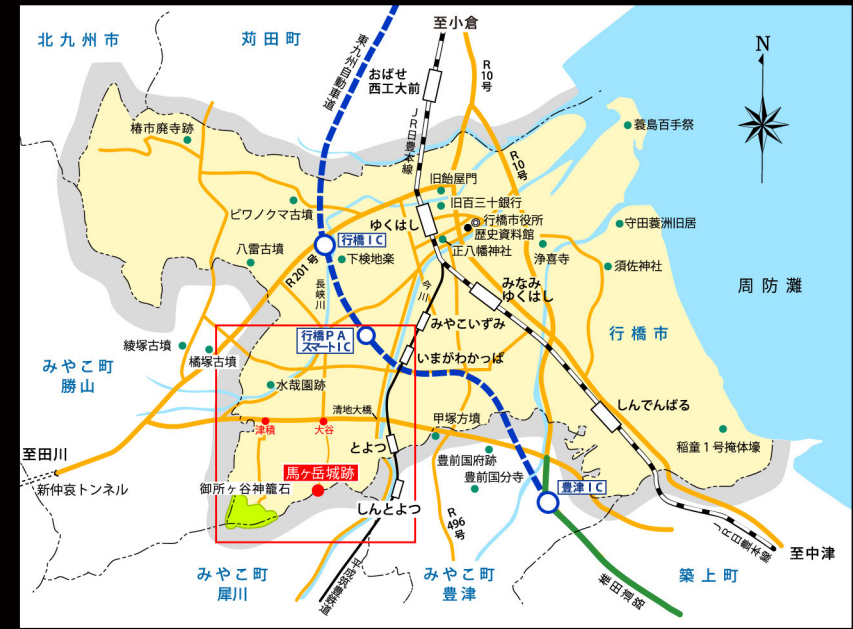 至小倉
北九州市
苅田町
東九州自動車道
おばせ
西工大前
R
10
号
N
JR日豊本線
椿市廃寺跡
R
10
号
蓑島百手祭
旧飴屋門
旧百三十銀行
ビワノクマ古墳
ゆくはし
行橋市役所
歴史資料館
守田蓑洲旧居
行橋IC
正八幡神社
浄喜寺
八雷古墳
下検地楽
須佐神社
R201号
長峡川
今川
みなみ
ゆくはし
周防灘
みやこいずみ
行橋PA
スマートIC
行橋市
綾塚古墳
橘塚古墳
いまがわかっぱ
みやこ町
勝山
水哉園跡
清地大橋
甲塚方墳
しんでんばる
津積
大谷
とよつ
稲童1号掩体壕
至田川
豊前国府跡
馬ヶ岳城跡
豊前国分寺
新仲哀トンネル
御所ヶ谷神籠石
豊津IC
しんとよつ
R
496
号
JR日豊本線
至中津
みやこ町
犀川
平成筑豊鉄道
みやこ町
豊津
椎田道路
築上町